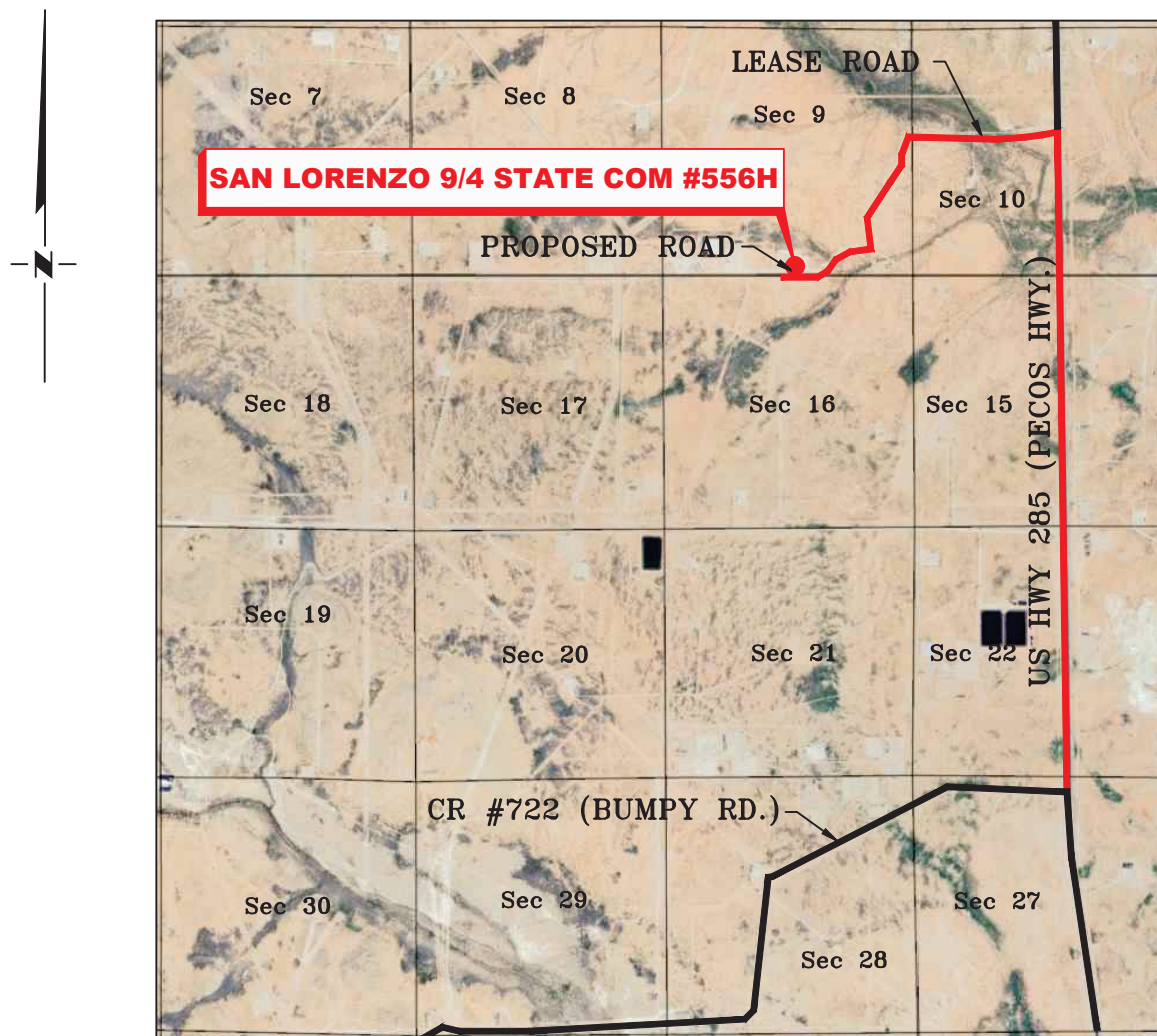 LEASE ROAD
Sec 7
Sec 8
Sec 9
SAN LORENZO 9/4 STATE COM #556H
Sec 10
PROPOSED ROAD
N
US HWY 285 (PECOS HWY.)
Sec 18
Sec 17
Sec 16
Sec 15
Sec 19
Sec 20
Sec 21
Sec 22
CR #722 (BUMPY RD.)
Sec 30
Sec 29
Sec 28
Sec 27